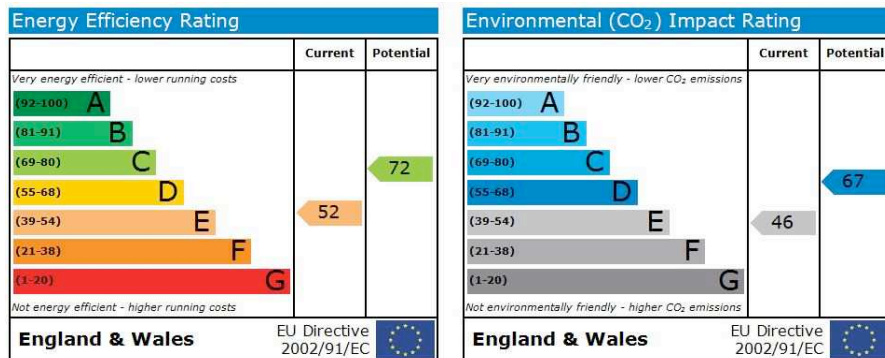 Energy Efficiency Rating
Current Potential
Very energy efficient - lower running costs
(92-100) A
(81-91) B
(69-80) C
72
(55-68) D
52
(39-54) E
(21-38) F
(1-20) G
Not energy efficient - higher running costs
England & Wales
EU Directive
2002/91/EC
Environmental (CO₂) Impact Rating
Current Potential
Very environmentally friendly - lower CO₂ emissions
(92-100) A
(81-91) B
(69-80) C
67
(55-68) D
(39-54) E
46
(21-38) F
(1-20) G
Not environmentally friendly - higher CO₂ emissions
England & Wales
EU Directive
2002/91/EC